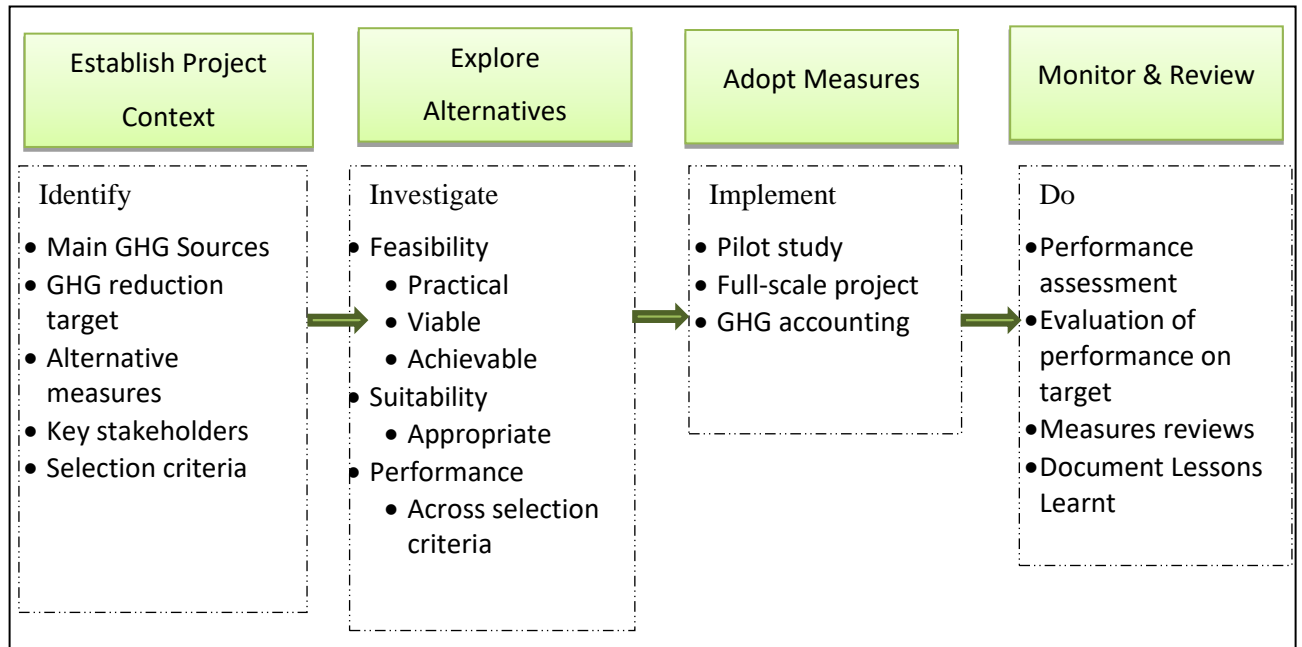 Establish Project
Context
Identify
• Main GHG Sources
• GHG reduction
target
• Alternative
measures
• Key stakeholders
• Selection criteria
Explore
Alternatives
Investigate
• Feasibility
• Practical
• Viable
• Achievable
• Suitability
• Appropriate
• Performance
• Across selection
criteria
Adopt Measures
Implement
• Pilot study
• Full-scale project
• GHG accounting
Monitor & Review
Do
• Performance
assessment
• Evaluation of
performance on
target
• Measures reviews
• Document Lessons
Learnt